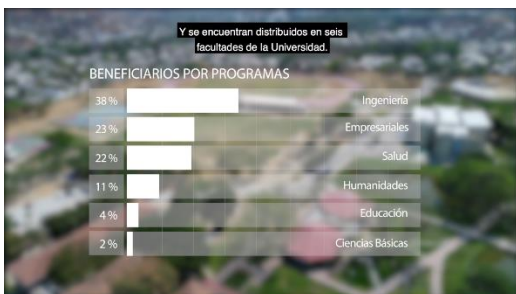 Y se encuentran distribuidos en seis
facultades de la Universidad.
BENEFICIARIOS POR PROGRAMAS
38 % Ingeniería
23 % Empresariales
22 % Salud
11 % Humanidades
4 % Educación
2 % Ciencias Básicas